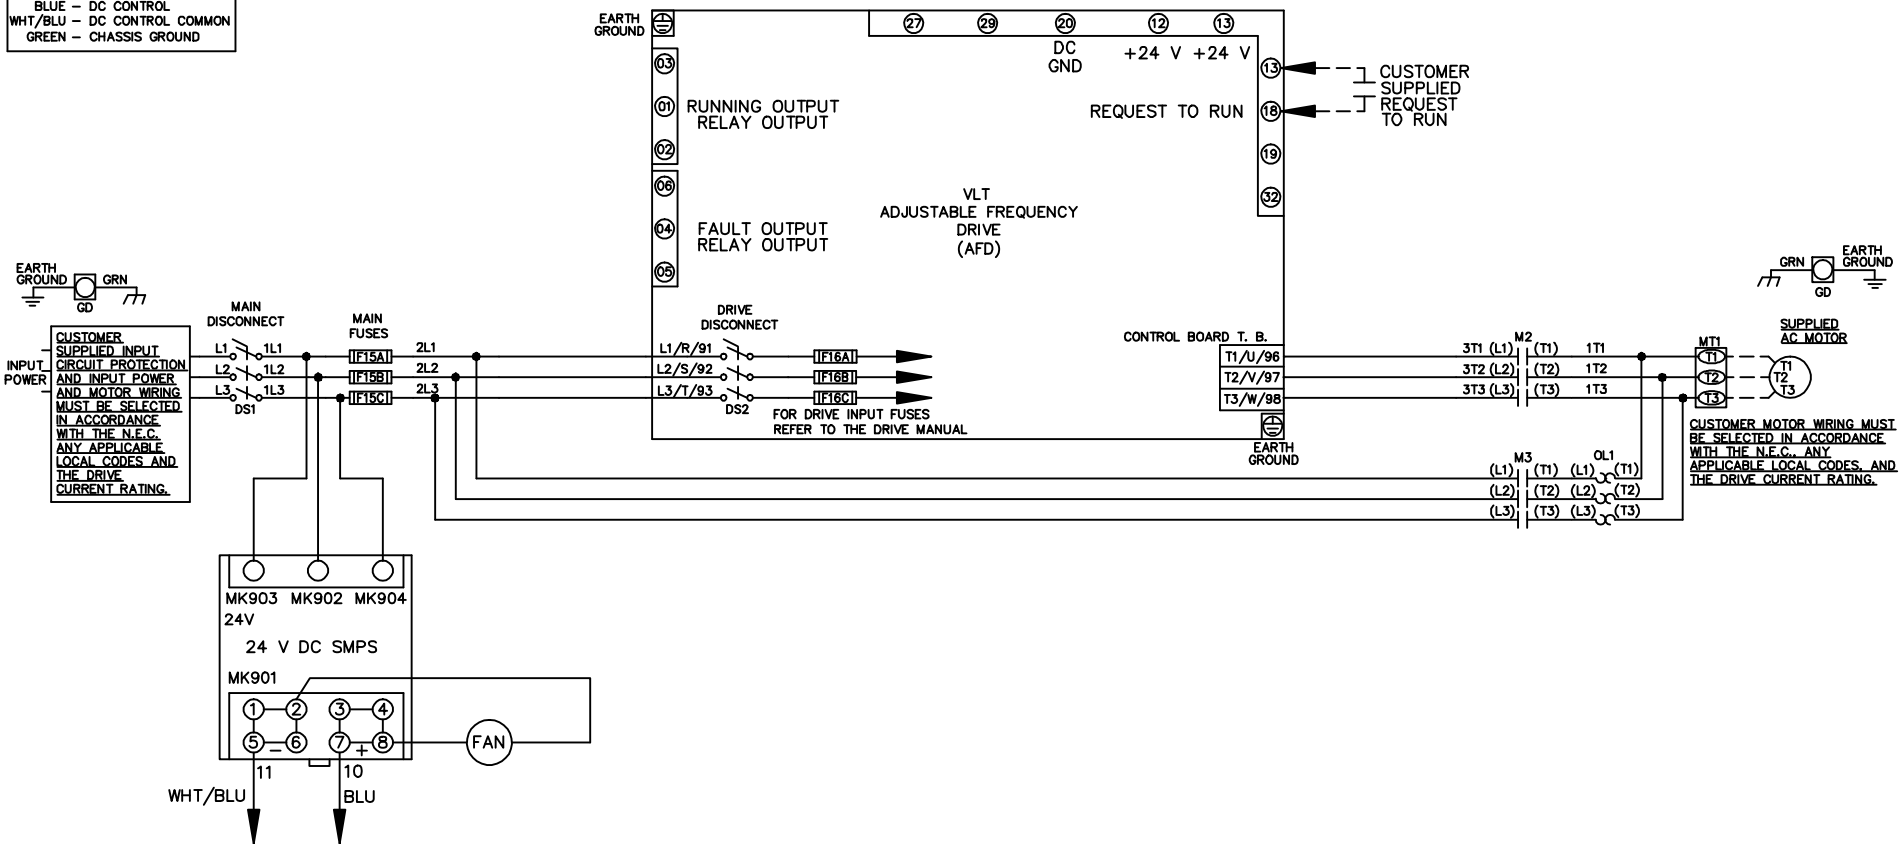 BLUE – DC CONTROL
WHT/BLU – DC CONTROL COMMON
GREEN – CHASSIS GROUND
EARTH
GROUND
03
01
02
RUNNING OUTPUT
RELAY OUTPUT
06
04
05
FAULT OUTPUT
RELAY OUTPUT
27
29
20
12
13
DC
GND
+24 V
+24 V
13
18
19
32
REQUEST TO RUN
CUSTOMER
SUPPLIED
REQUEST
TO RUN
VLT
ADJUSTABLE FREQUENCY
DRIVE
(AFD)
EARTH
GROUND
GRN
GD
INPUT
POWER
CUSTOMER
SUPPLIED INPUT
CIRCUIT PROTECTION
AND INPUT POWER
AND MOTOR WIRING
MUST BE SELECTED
IN ACCORDANCE
WITH THE N.E.C.
ANY APPLICABLE
LOCAL CODES AND
THE DRIVE
CURRENT RATING.
MAIN
DISCONNECT
L1 1L1
L2 1L2
L3 1L3
DS1
MAIN
FUSES
F15A
F15B
F15C
2L1
2L2
2L3
L1/R/91
L2/S/92
L3/T/93
DRIVE
DISCONNECT
DS2
F16A
F16B
F16C
FOR DRIVE INPUT FUSES
REFER TO THE DRIVE MANUAL
CONTROL BOARD T. B.
T1/U/96
T2/V/97
T3/W/98
EARTH
GROUND
M2
3T1 (L1) (T1) 1T1
3T2 (L2) (T2) 1T2
3T3 (L3) (T3) 1T3
M3
OL1
(L1) (T1) (L1) (T1)
(L2) (T2) (L2) (T2)
(L3) (T3) (L3) (T3)
MT1
T1
T2
T3
T1
T2
T3
GRN
GD
EARTH
GROUND
SUPPLIED
AC MOTOR
CUSTOMER MOTOR WIRING MUST
BE SELECTED IN ACCORDANCE
WITH THE N.E.C., ANY
APPLICABLE LOCAL CODES, AND
THE DRIVE CURRENT RATING.
MK903 MK902 MK904
24V
24 V DC SMPS
MK901
1 2 3 4
5 – 6 7 + 8
FAN
11
10
WHT/BLU
BLU